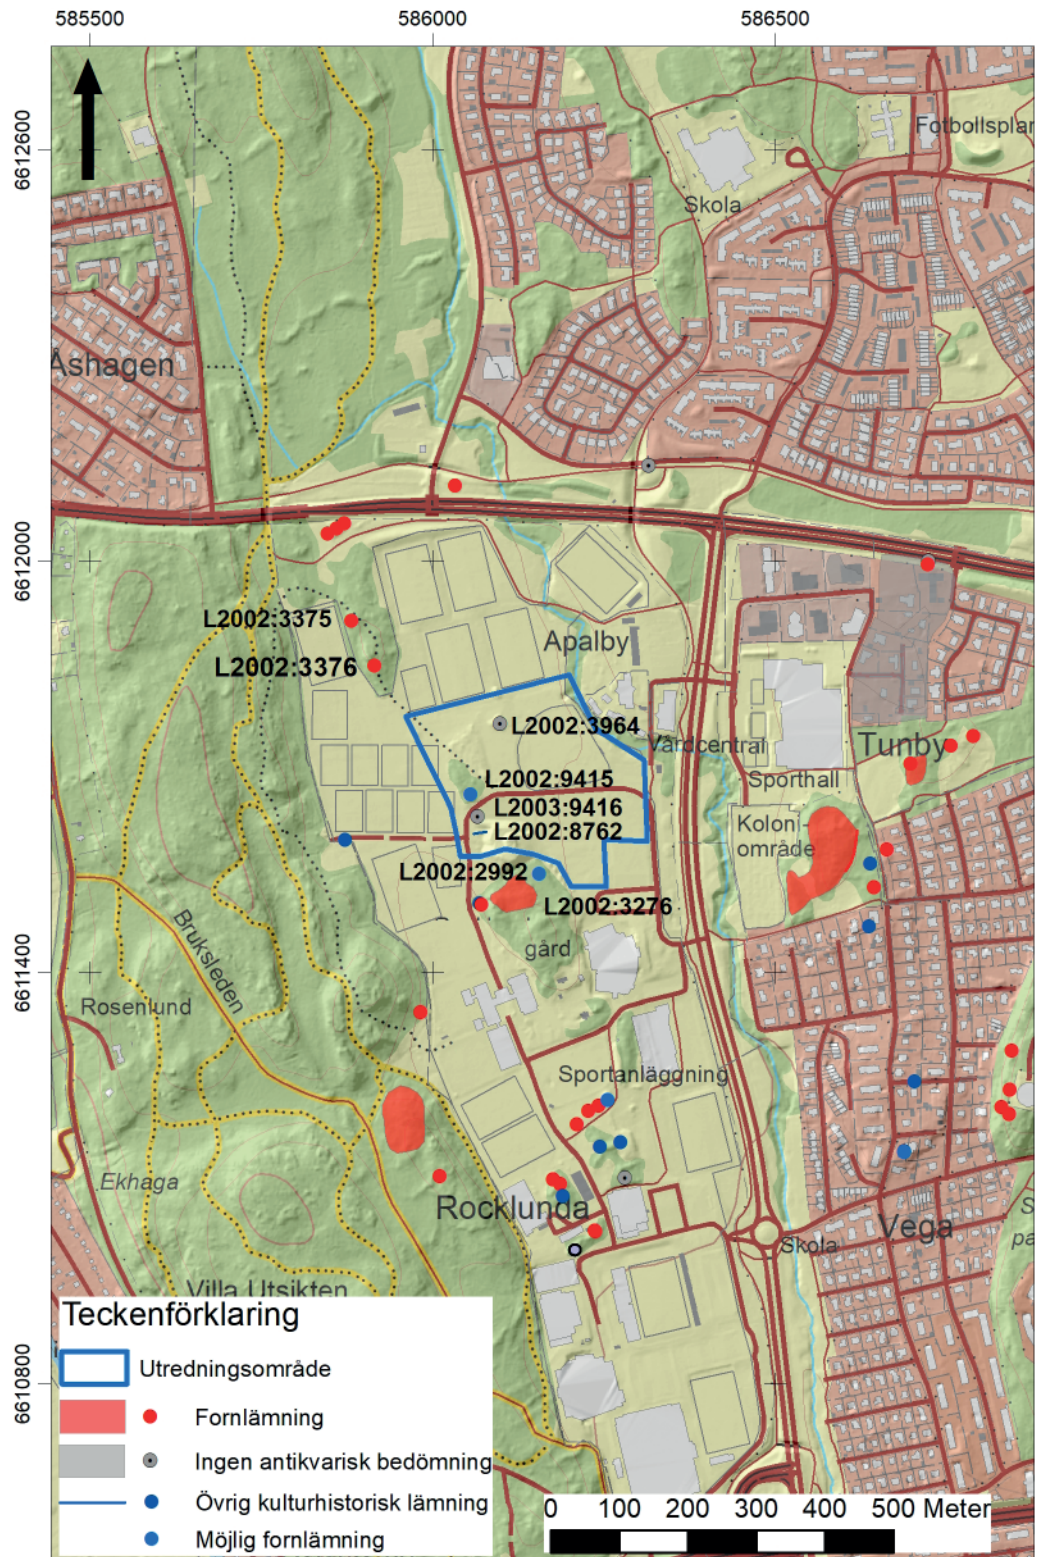 585500 586000 586500
6612600
Fotbollsplan
Skola
Åshagen
6612000
L2002:3375
Apalby
L2002:3376
L2002:3964
Vårdcentral
Tunby
L2002:9415
Sporthall
L2003:9416
L2002:8762
Koloni-
område
L2002:2992
L2002:3276
Bruksleden
gård
6611400
Rosenlund
Sportanläggning
Ekhaga
Rocklunda
Vega
S
pa
Skola
Villa Utsikten
Teckenförklaring
Utredningsområde
6610800
Fornlämning
Ingen antikvarisk bedömning
Övrig kulturhistorisk lämning
Möjlig fornlämning
0 100 200 300 400 500 Meter